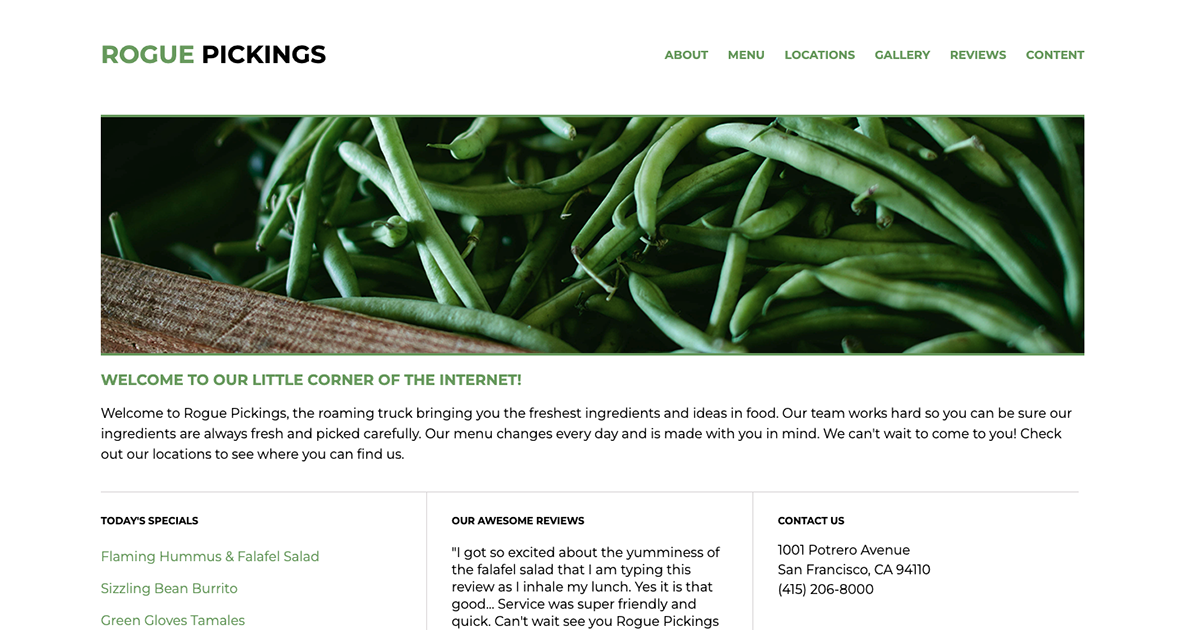 ROGUE PICKINGS
ABOUT MENU LOCATIONS GALLERY REVIEWS CONTENT
WELCOME TO OUR LITTLE CORNER OF THE INTERNET!
Welcome to Rogue Pickings, the roaming truck bringing you the freshest ingredients and ideas in food. Our team works hard so you can be sure our
ingredients are always fresh and picked carefully. Our menu changes every day and is made with you in mind. We can't wait to come to you! Check
out our locations to see where you can find us.
TODAY'S SPECIALS
Flaming Hummus & Falafel Salad
Sizzling Bean Burrito
Green Gloves Tamales
OUR AWESOME REVIEWS
"I got so excited about the yumminess of
the falafel salad that I am typing this
review as I inhale my lunch. Yes it is that
good... Service was super friendly and
quick. Can't wait see you Rogue Pickings
CONTACT US
1001 Potrero Avenue
San Francisco, CA 94110
(415) 206-8000